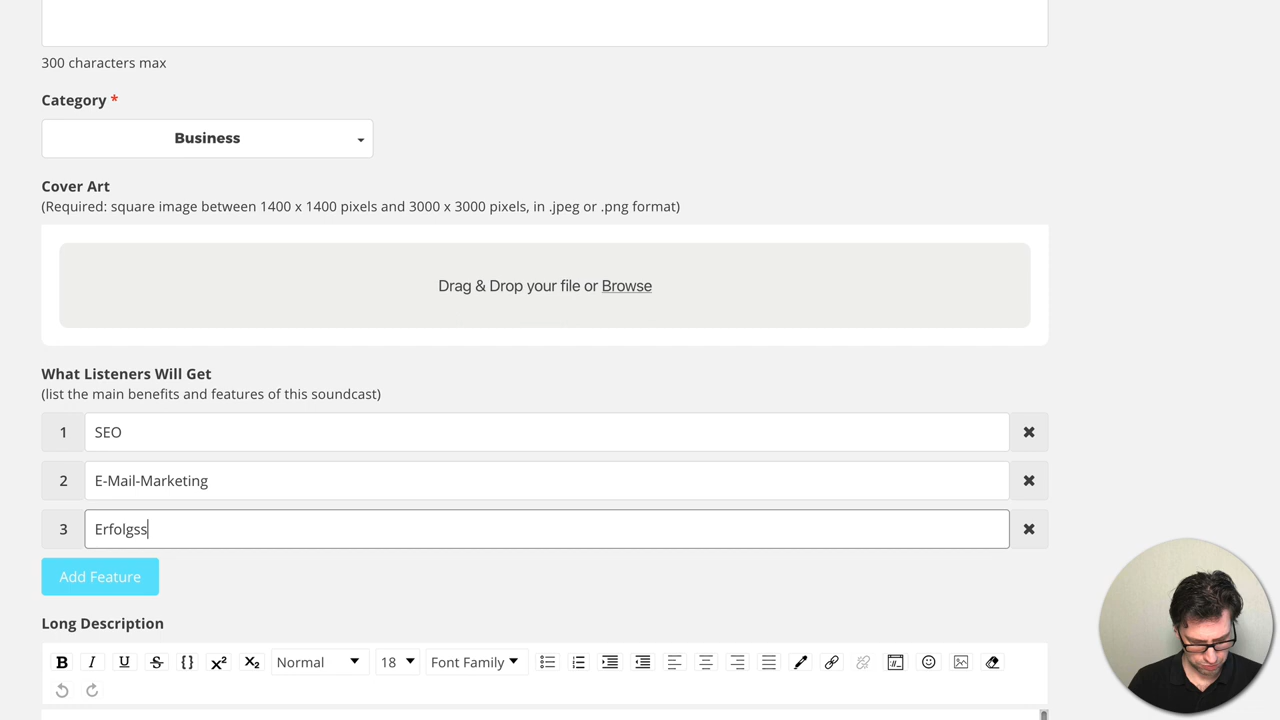 300 characters max
Category *
Business
Cover Art
(Required: square image between 1400 x 1400 pixels and 3000 x 3000 pixels, in .jpeg or .png format)
Drag & Drop your file or Browse
What Listeners Will Get
(list the main benefits and features of this soundcast)
1 SEO
2 E-Mail-Marketing
3 Erfolgss
Add Feature
Long Description
B I U S {} X² X₂ Normal 18 Font Family